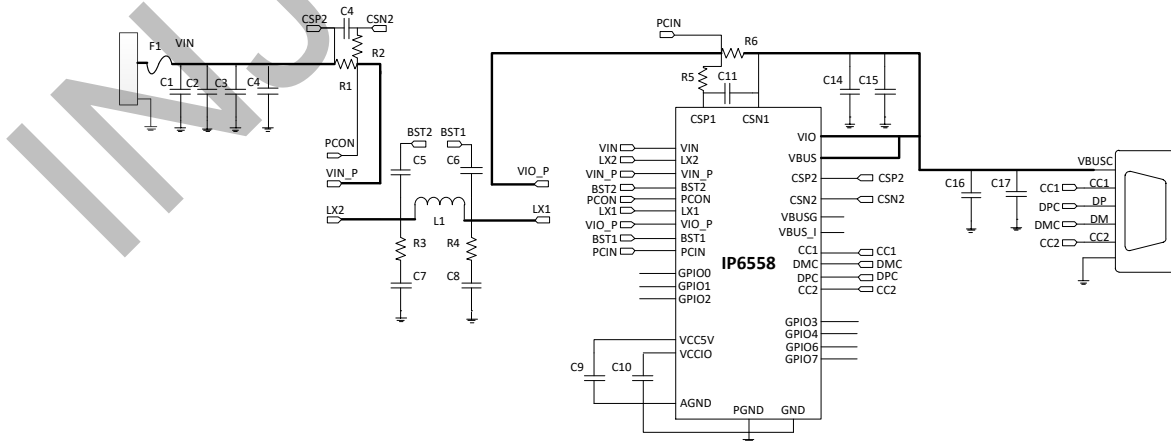 CSP2
C4
CSN2
F1
VIN
R2
C1
C2
C3
C4
R1
PCON
VIN_P
BST2
BST1
C5
C6
LX2
LX1
L1
R3
R4
C7
C8
PCIN
R6
R5
C11
CSP1
CSN1
C14
C15
VIO_P
VIN
LX2
VIN_P
BST2
PCON
LX1
VIO_P
BST1
PCIN
VIN
LX2
VIN_P
BST2
PCON
LX1
VIO_P
BST1
PCIN
GPIO0
GPIO1
GPIO2
VCC5V
VCCIO
AGND
C9
C10
IP6558
PGND
GND
VIO
VBUS
CSP2
CSN2
VBUSG
VBUS_I
CC1
DMC
DPC
CC2
GPIO3
GPIO4
GPIO6
GPIO7
CSP2
CSN2
CC1
DMC
DPC
CC2
C16
C17
VBUSC
CC1
DPC
DMC
CC2
CC1
DP
DM
CC2